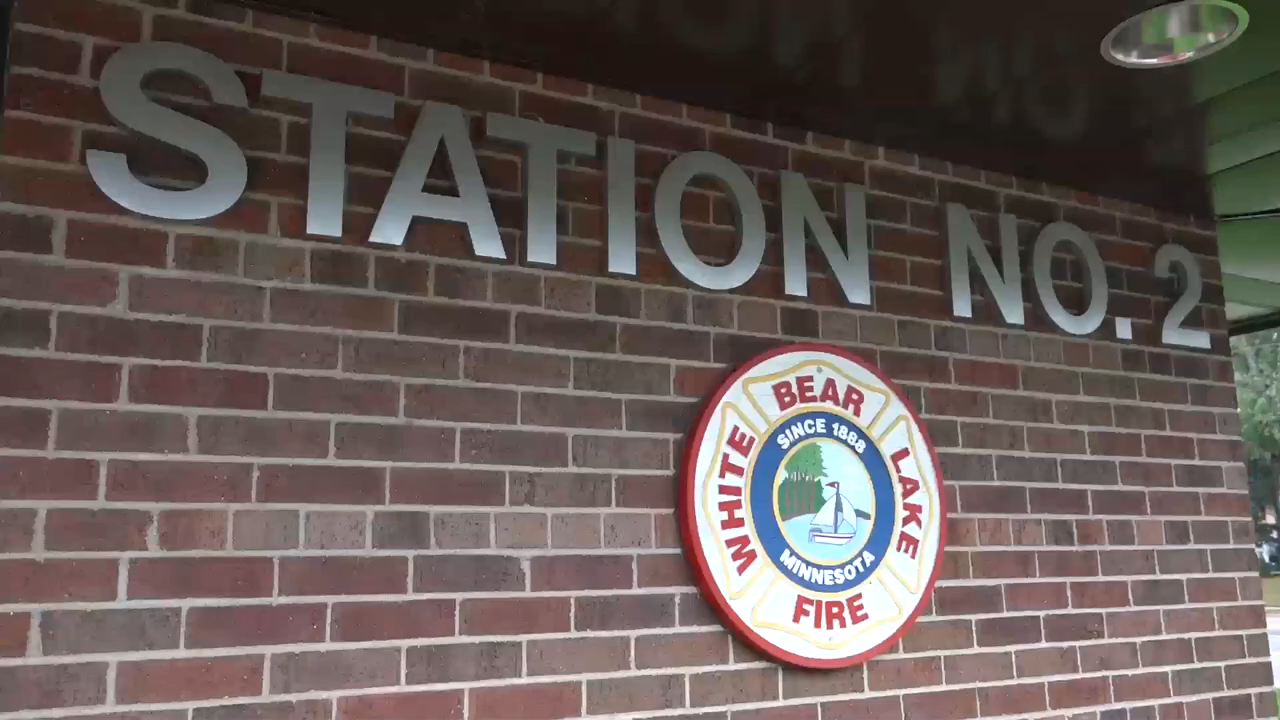 STATION NO. 2
WHITE BEAR LAKE
FIRE
SINCE 1888
MINNESOTA